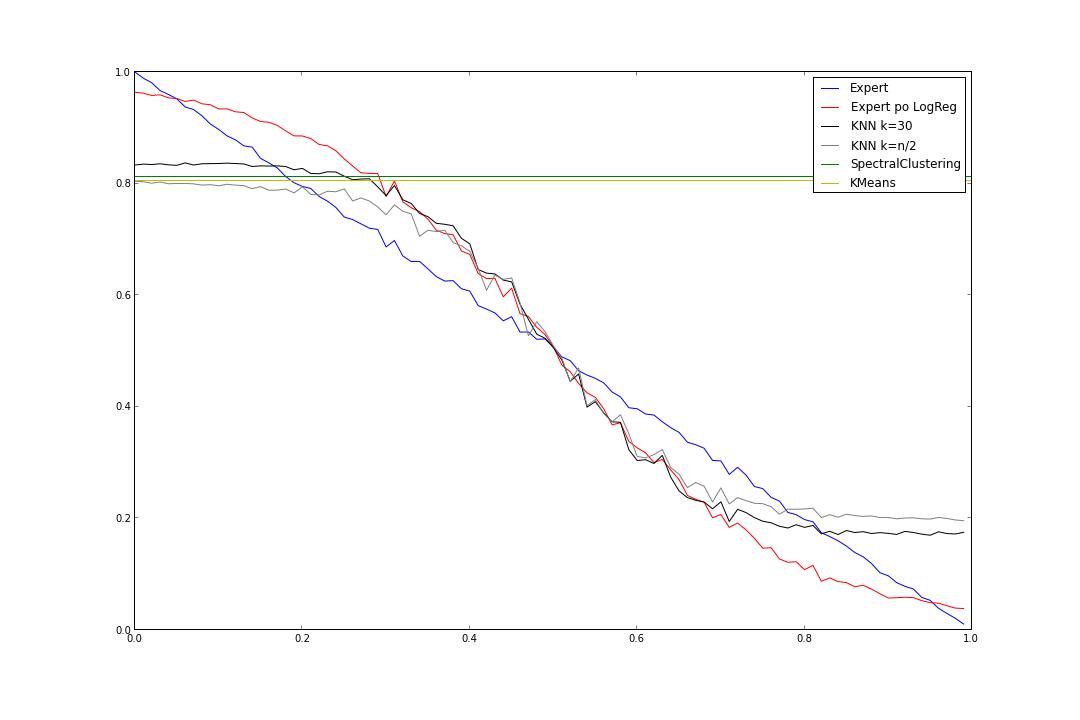 1.0
Expert
Expert po LogReg
KNN k=30
KNN k=n/2
SpectralClustering
KMeans
0.8
0.6
0.4
0.2
0.0
0.0 0.2 0.4 0.6 0.8 1.0